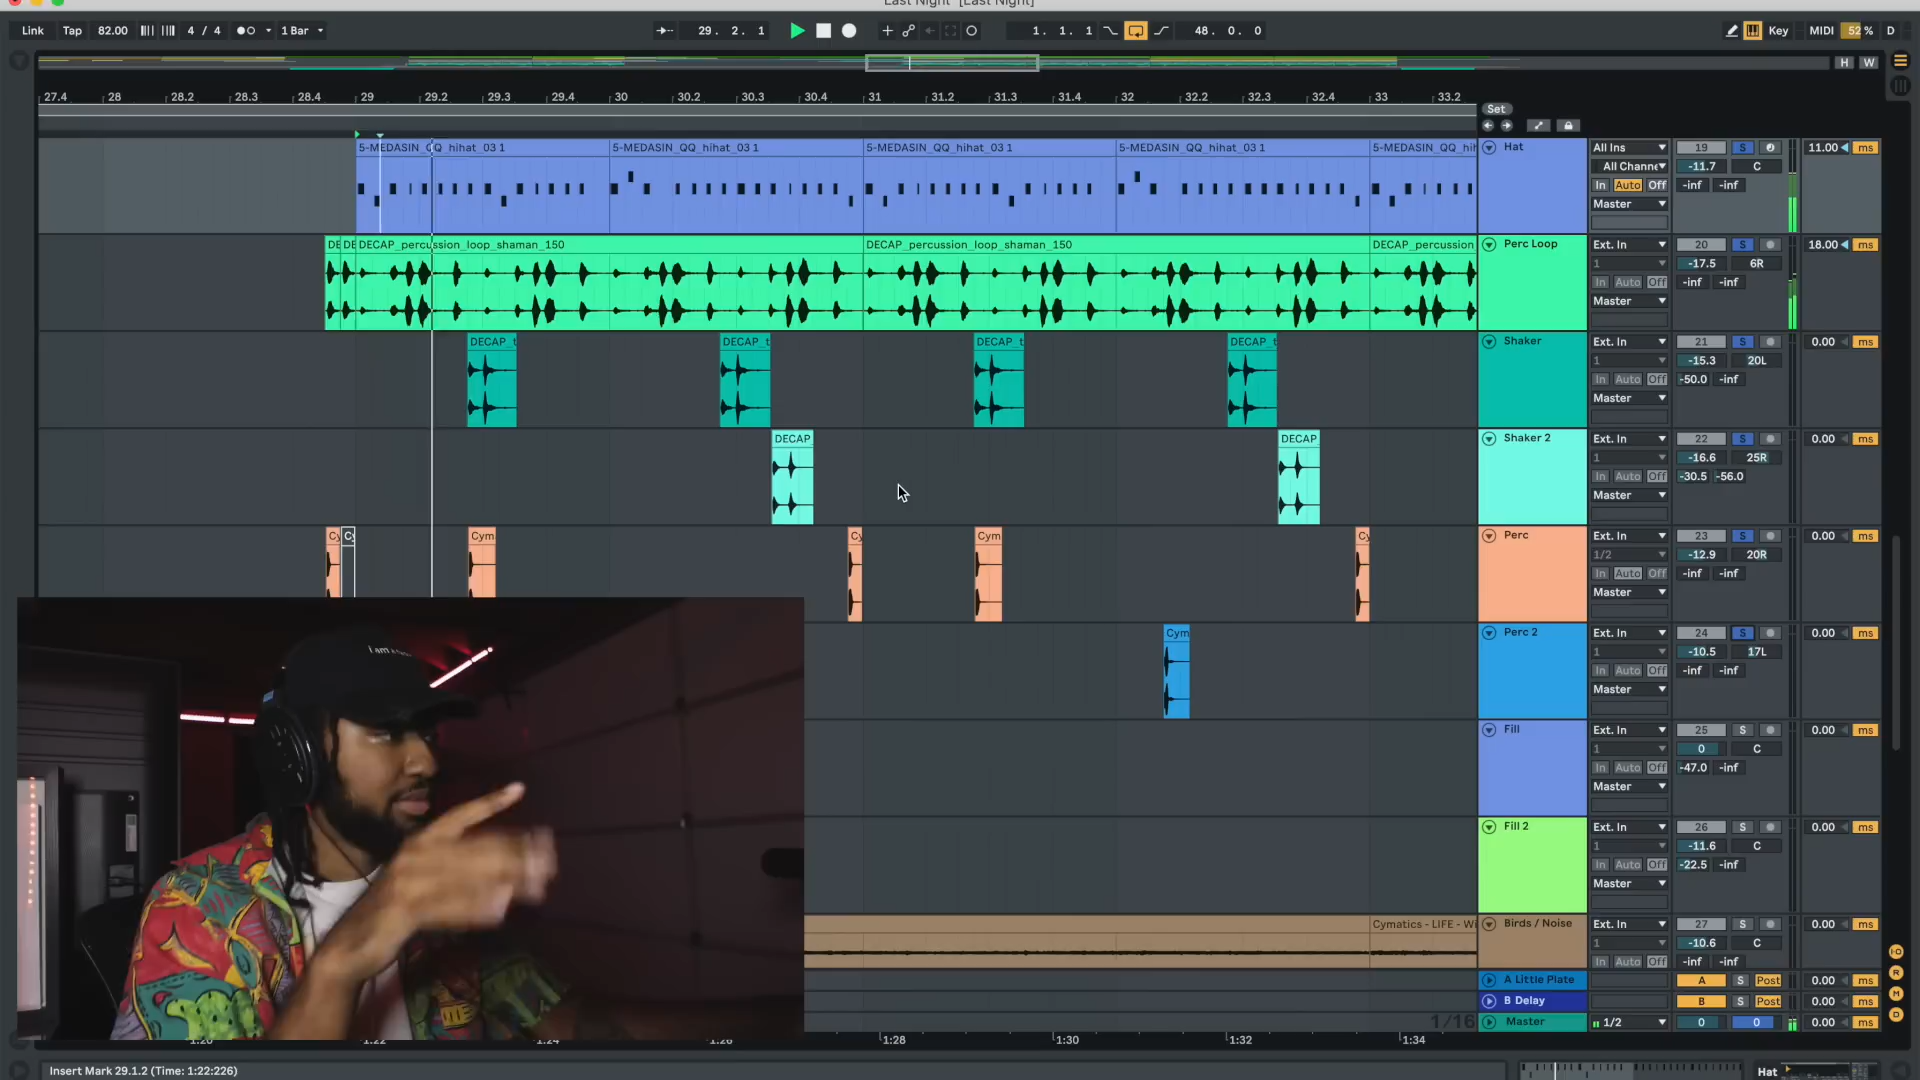 Last Night* [Last Night]
Link Tap 82.00 4 / 4 1 Bar 29. 2. 1 1. 1. 1 48. 0. 0 Key MIDI 52 % D
H W
27.4 28 28.2 28.3 28.4 29 29.2 29.3 29.4 30 30.2 30.3 30.4 31 31.2 31.3 31.4 32 32.2 32.3 32.4 33 33.2
Set
5-MEDASIN_QQ_hihat_03 1 5-MEDASIN_QQ_hihat_03 1 5-MEDASIN_QQ_hihat_03 1 5-MEDASIN_QQ_hihat_03 1 5-MEDASIN_QQ_hih Hat All Ins 19 S 11.00 ms
All Channe -11.7 C
In Auto Off -inf -inf
Master
DE DE DECAP_percussion_loop_shaman_150 DECAP_percussion_loop_shaman_150 DECAP_percussion Perc Loop Ext. In 20 S 18.00 ms
1 -17.5 6R
In Auto Off -inf -inf
Master
DECAP_t DECAP_t DECAP_t DECAP_t Shaker Ext. In 21 S 0.00 ms
1 -15.3 20L
In Auto Off -50.0 -inf
Master
DECAP DECAP Shaker 2 Ext. In 22 S 0.00 ms
1 -16.6 25R
In Auto Off -30.5 -56.0
Master
Cy Cy Cym Cy Cym Cy Perc Ext. In 23 S 0.00 ms
1/2 -12.9 20R
In Auto Off -inf -inf
Master
Cym Perc 2 Ext. In 24 S 0.00 ms
1 -10.5 17L
In Auto Off -inf -inf
Master
Fill Ext. In 25 S 0.00 ms
1 0 C
In Auto Off -47.0 -inf
Master
Fill 2 Ext. In 26 S 0.00 ms
1 -11.6 C
In Auto Off -22.5 -inf
Master
Cymatics - LIFE - Wi Birds / Noise Ext. In 27 S 0.00 ms
1 -10.6 C
In Auto Off -inf -inf
A Little Plate A S Post 0.00 ms
B Delay B S Post 0.00 ms
1/16 Master 1/2 0 0 0.00 ms
1:20 1:22 1:24 1:26 1:28 1:30 1:32 1:34
Insert Mark 29.1.2 (Time: 1:22:226) Hat